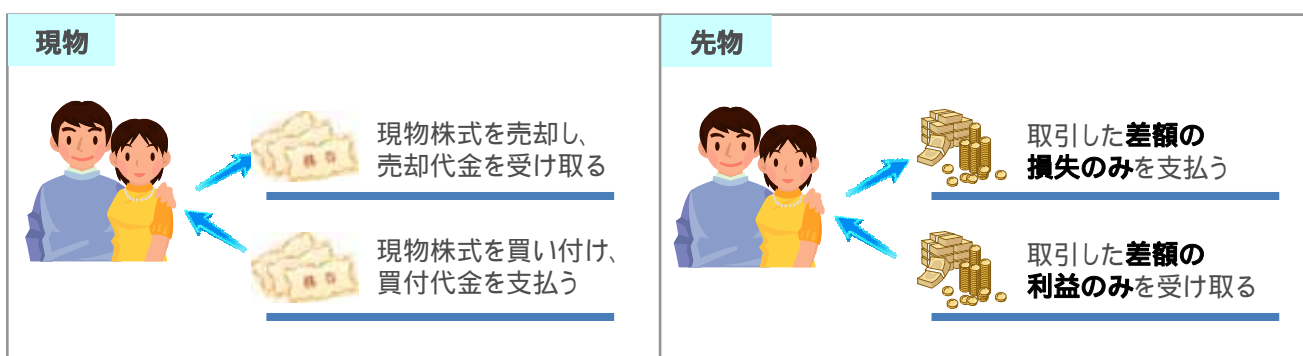 現物
現物株式を売却し、
売却代金を受け取る
現物株式を買い付け、
買付代金を支払う
先物
取引した差額の
損失のみを支払う
取引した差額の
利益のみを受け取る